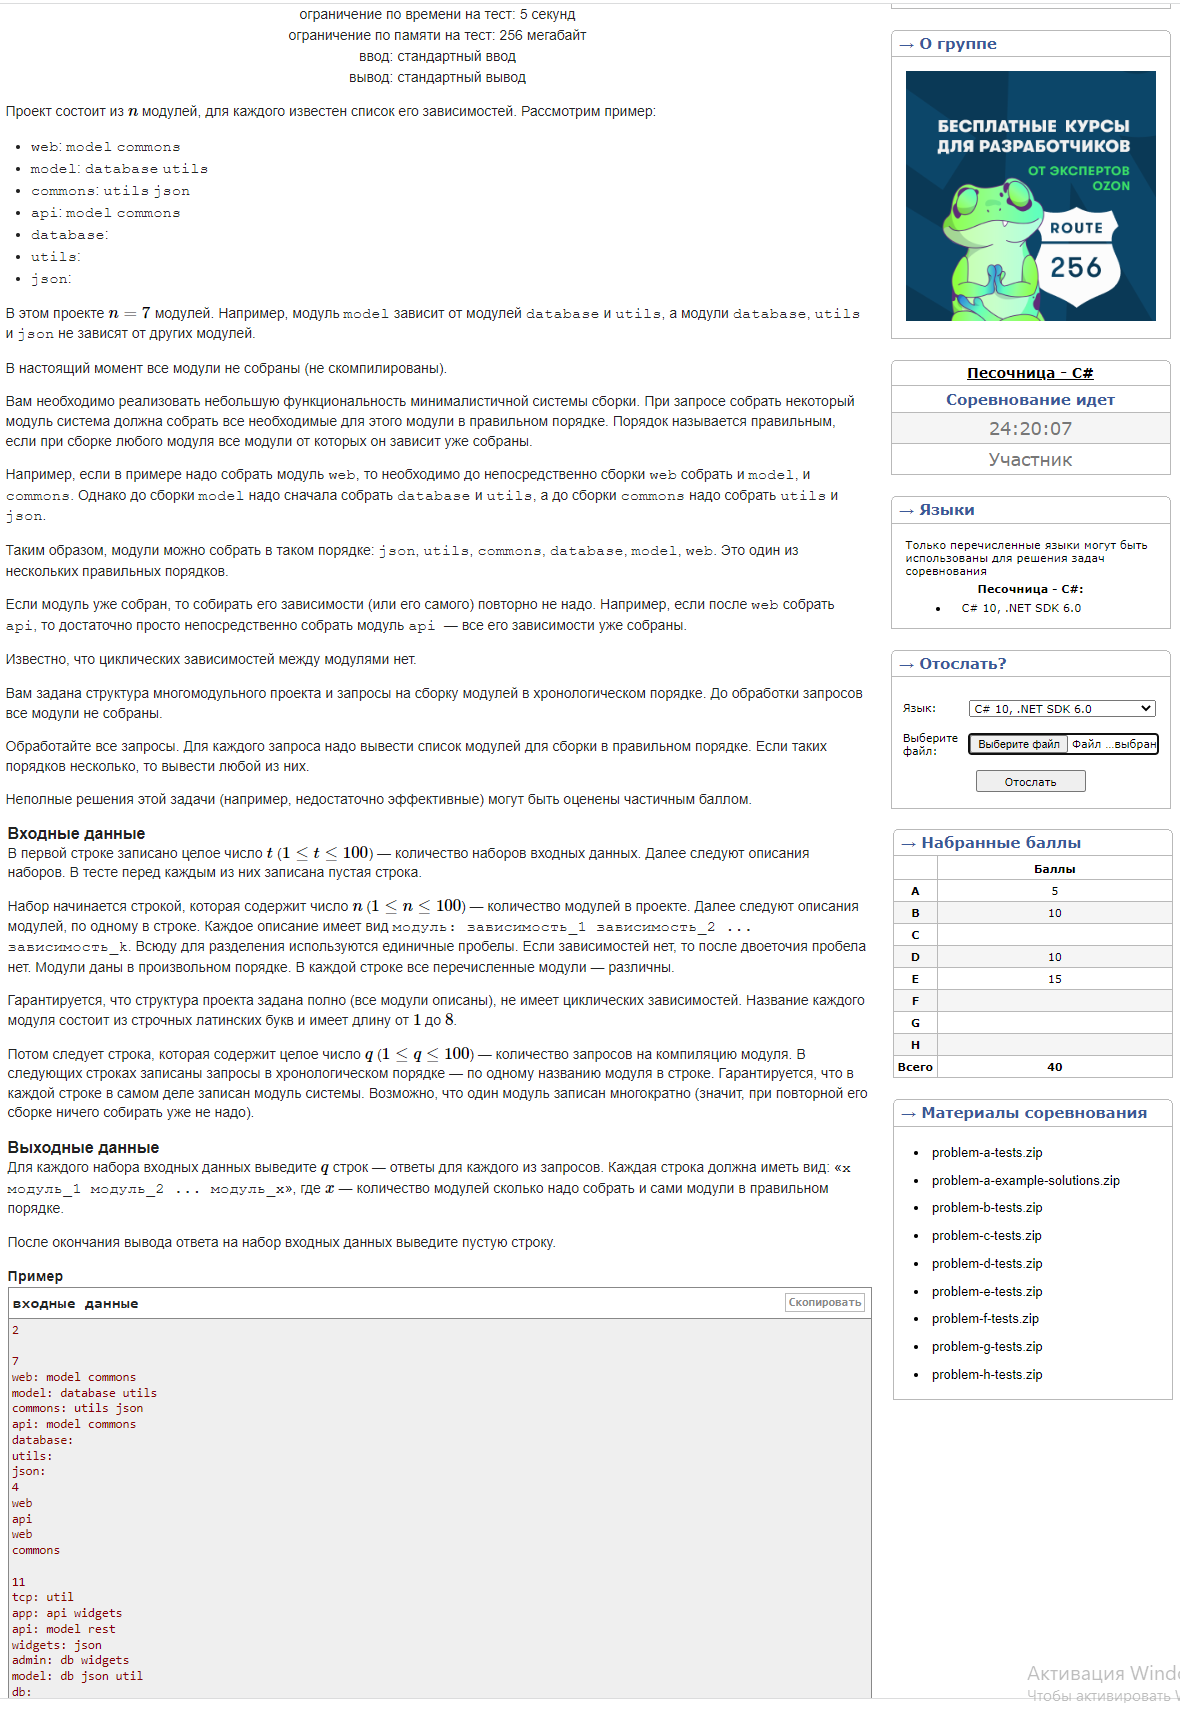 ограничение по времени на тест: 5 секунд
ограничение по памяти на тест: 256 мегабайт
ввод: стандартный ввод
вывод: стандартный вывод
Проект состоит из n модулей, для каждого известен список его зависимостей. Рассмотрим пример:
• web: model commons
• model: database utils
• commons: utils json
• api: model commons
• database:
• utils:
• json:
В этом проекте n = 7 модулей. Например, модуль model зависит от модулей database и utils, а модули database, utils
и json не зависят от других модулей.
В настоящий момент все модули не собраны (не скомпилированы).
Вам необходимо реализовать небольшую функциональность минималистичной системы сборки. При запросе собрать некоторый
модуль система должна собрать все необходимые для этого модули в правильном порядке. Порядок называется правильным,
если при сборке любого модуля все модули от которых он зависит уже собраны.
Например, если в примере надо собрать модуль web, то необходимо до непосредственно сборки web собрать и model, и
commons. Однако до сборки model надо сначала собрать database и utils, а до сборки commons надо собрать utils и
json.
Таким образом, модули можно собрать в таком порядке: json, utils, commons, database, model, web. Это один из
нескольких правильных порядков.
Если модуль уже собран, то собирать его зависимости (или его самого) повторно не надо. Например, если после web собрать
api, то достаточно просто непосредственно собрать модуль api — все его зависимости уже собраны.
Известно, что циклических зависимостей между модулями нет.
Вам задана структура многомодульного проекта и запросы на сборку модулей в хронологическом порядке. До обработки запросов
все модули не собраны.
Обработайте все запросы. Для каждого запроса надо вывести список модулей для сборки в правильном порядке. Если таких
порядков несколько, то вывести любой из них.
Неполные решения этой задачи (например, недостаточно эффективные) могут быть оценены частичным баллом.
Входные данные
В первой строке записано целое число t (1 ≤ t ≤ 100) — количество наборов входных данных. Далее следуют описания
наборов. В тесте перед каждым из них записана пустая строка.
Набор начинается строкой, которая содержит число n (1 ≤ n ≤ 100) — количество модулей в проекте. Далее следуют описания
модулей, по одному в строке. Каждое описание имеет вид модуль: зависимость_1 зависимость_2 ...
зависимость_k. Всюду для разделения используются единичные пробелы. Если зависимостей нет, то после двоеточия пробела
нет. Модули даны в произвольном порядке. В каждой строке все перечисленные модули — различны.
Гарантируется, что структура проекта задана полно (все модули описаны), не имеет циклических зависимостей. Название каждого
модуля состоит из строчных латинских букв и имеет длину от 1 до 8.
Потом следует строка, которая содержит целое число q (1 ≤ q ≤ 100) — количество запросов на компиляцию модуля. В
следующих строках записаны запросы в хронологическом порядке — по одному названию модуля в строке. Гарантируется, что в
каждой строке в самом деле записан модуль системы. Возможно, что один модуль записан многократно (значит, при повторной его
сборке ничего собирать уже не надо).
Выходные данные
Для каждого набора входных данных выведите q строк — ответы для каждого из запросов. Каждая строка должна иметь вид: «x
модуль_1 модуль_2 ... модуль_x», где x — количество модулей сколько надо собрать и сами модули в правильном
порядке.
После окончания вывода ответа на набор входных данных выведите пустую строку.
Пример
входные данные
Скопировать
2
7
web: model commons
model: database utils
commons: utils json
api: model commons
database:
utils:
json:
4
web
api
web
commons
11
tcp: util
app: api widgets
api: model rest
widgets: json
admin: db widgets
model: db json util
db:
→ О группе
БЕСПЛАТНЫЕ КУРСЫ
ДЛЯ РАЗРАБОТЧИКОВ
ОТ ЭКСПЕРТОВ
OZON
ROUTE
256
Песочница - C#
Соревнование идет
24:20:07
Участник
→ Языки
Только перечисленные языки могут быть
использованы для решения задач
соревнования
Песочница - C#:
• C# 10, .NET SDK 6.0
→ Отослать?
Язык: C# 10, .NET SDK 6.0
Выберите
файл: Выберите файл Файл ...выбран
Отослать
→ Набранные баллы
Баллы
A 5
B 10
C
D 10
E 15
F
G
H
Всего 40
→ Материалы соревнования
• problem-a-tests.zip
• problem-a-example-solutions.zip
• problem-b-tests.zip
• problem-c-tests.zip
• problem-d-tests.zip
• problem-e-tests.zip
• problem-f-tests.zip
• problem-g-tests.zip
• problem-h-tests.zip
Активация Windo
Чтобы активировать W